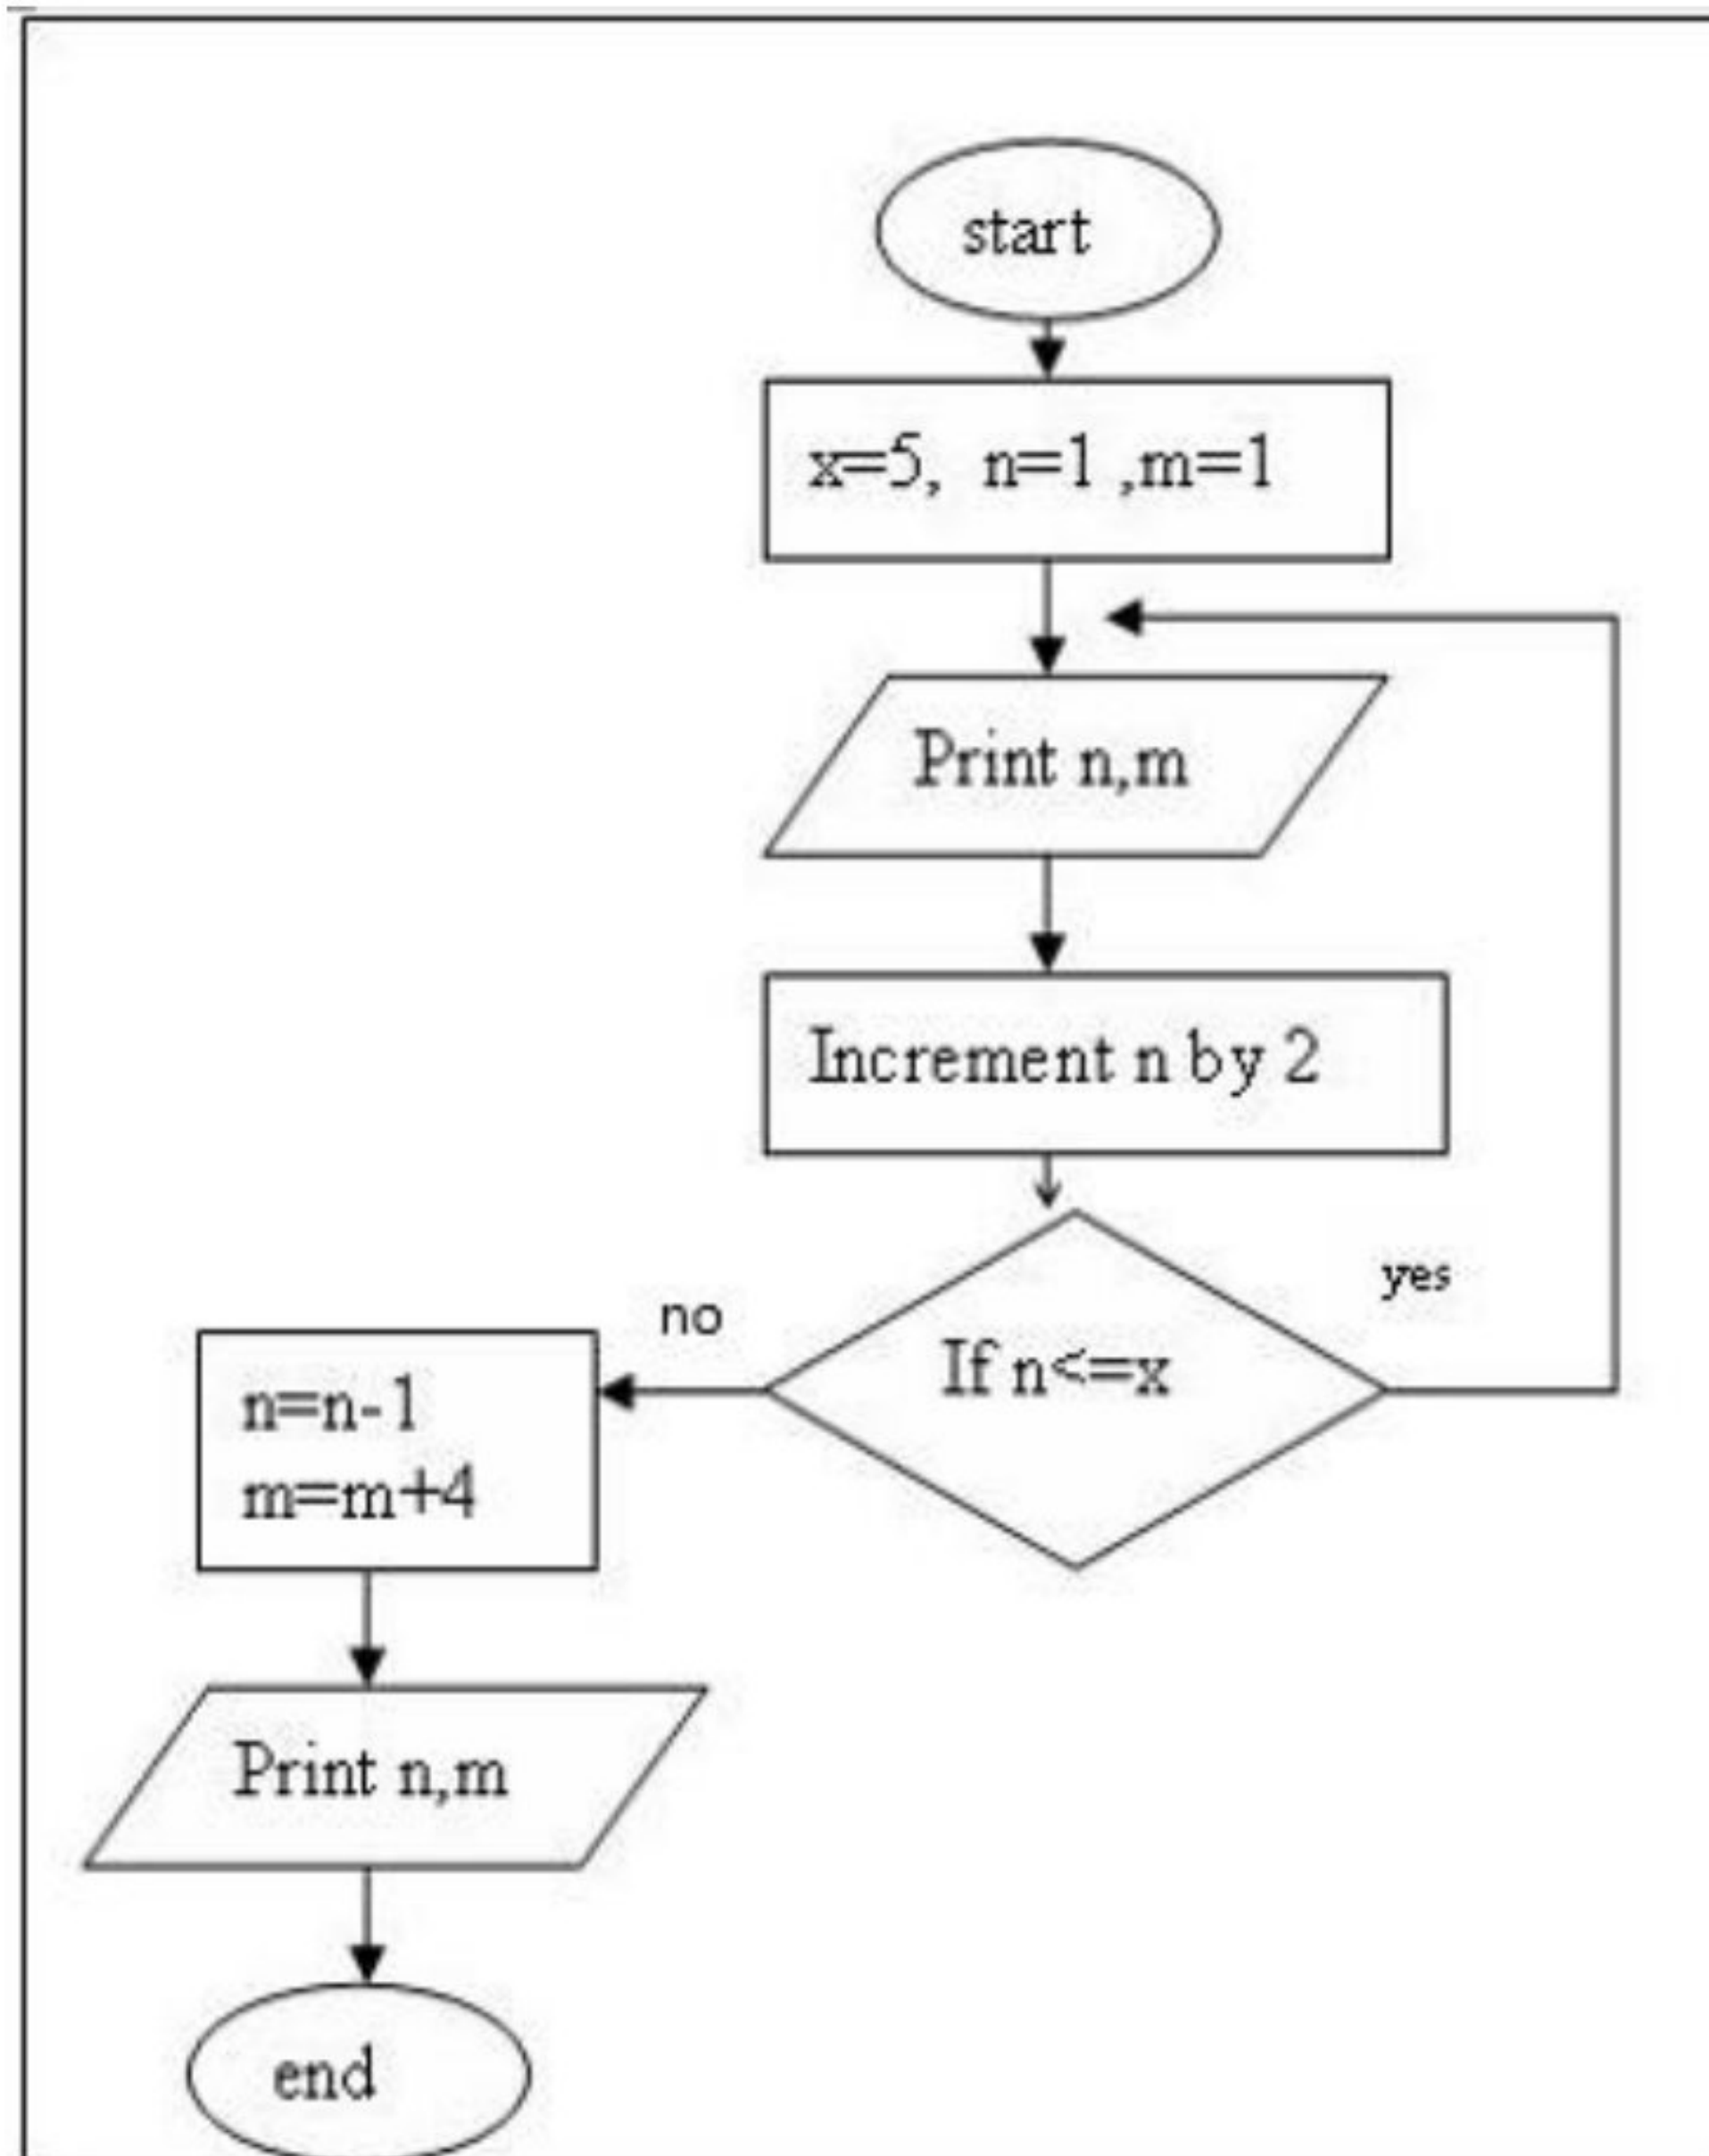 start
x=5, n=1 ,m=1
Print n,m
Increment n by 2
If n<=x
yes
no
n=n-1
m=m+4
Print n,m
end